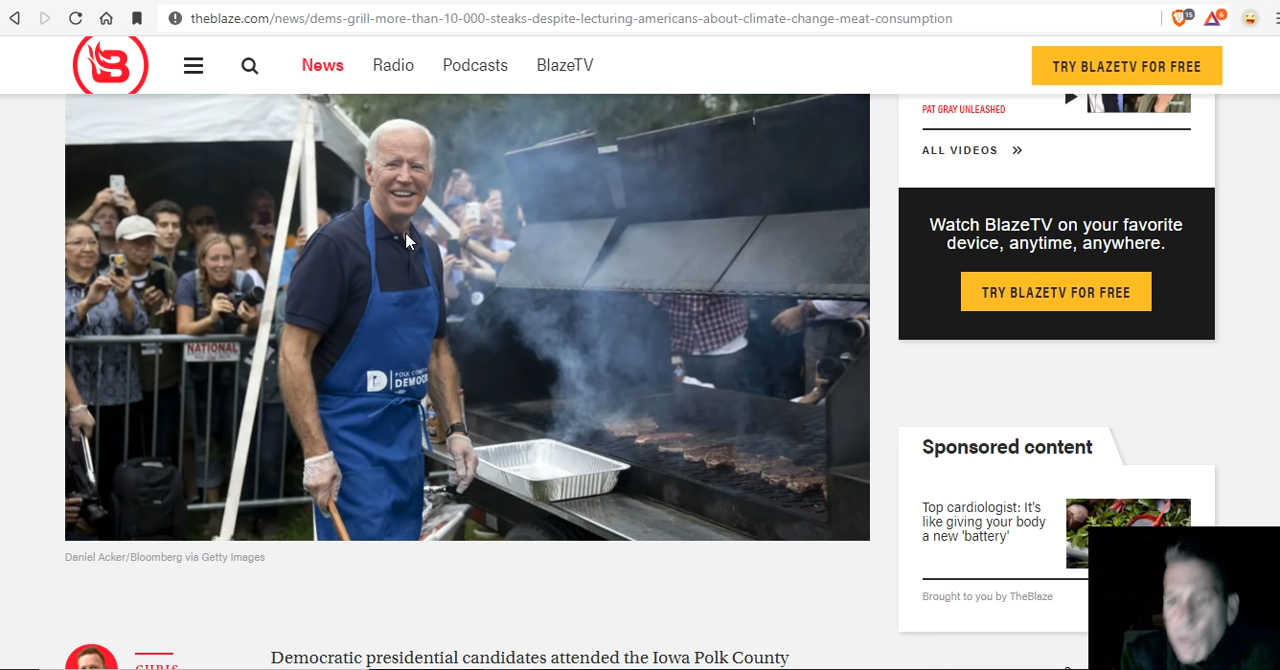 theblaze.com/news/dems-grill-more-than-10-000-steaks-despite-lecturing-americans-about-climate-change-meat-consumption
15
6
B
News Radio Podcasts BlazeTV
TRY BLAZETV FOR FREE
PAT GRAY UNLEASHED
ALL VIDEOS
Watch BlazeTV on your favorite
device, anytime, anywhere.
TRY BLAZETV FOR FREE
NATIONAL
D
Sponsored content
Top cardiologist: It's
like giving your body
a new 'battery'
Brought to you by TheBlaze
Daniel Acker/Bloomberg via Getty Images
CHRIS
Democratic presidential candidates attended the Iowa Polk County